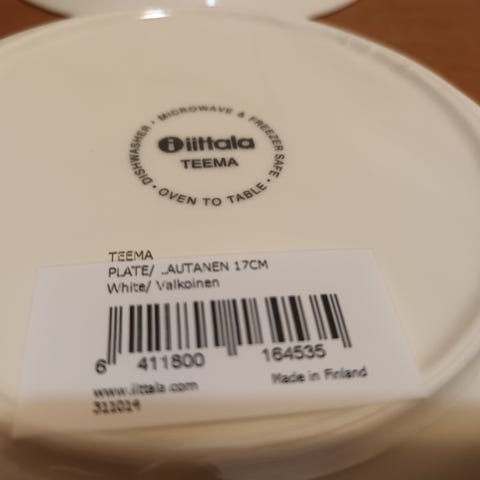 DISHWASHER • MICROWAVE & FREEZER SAFE • OVEN TO TABLE •
iittala
TEEMA
TEEMA
PLATE/ LAUTANEN 17CM
White/ Valkoinen
6 411800 164535
www.iittala.com
Made in Finland
311024